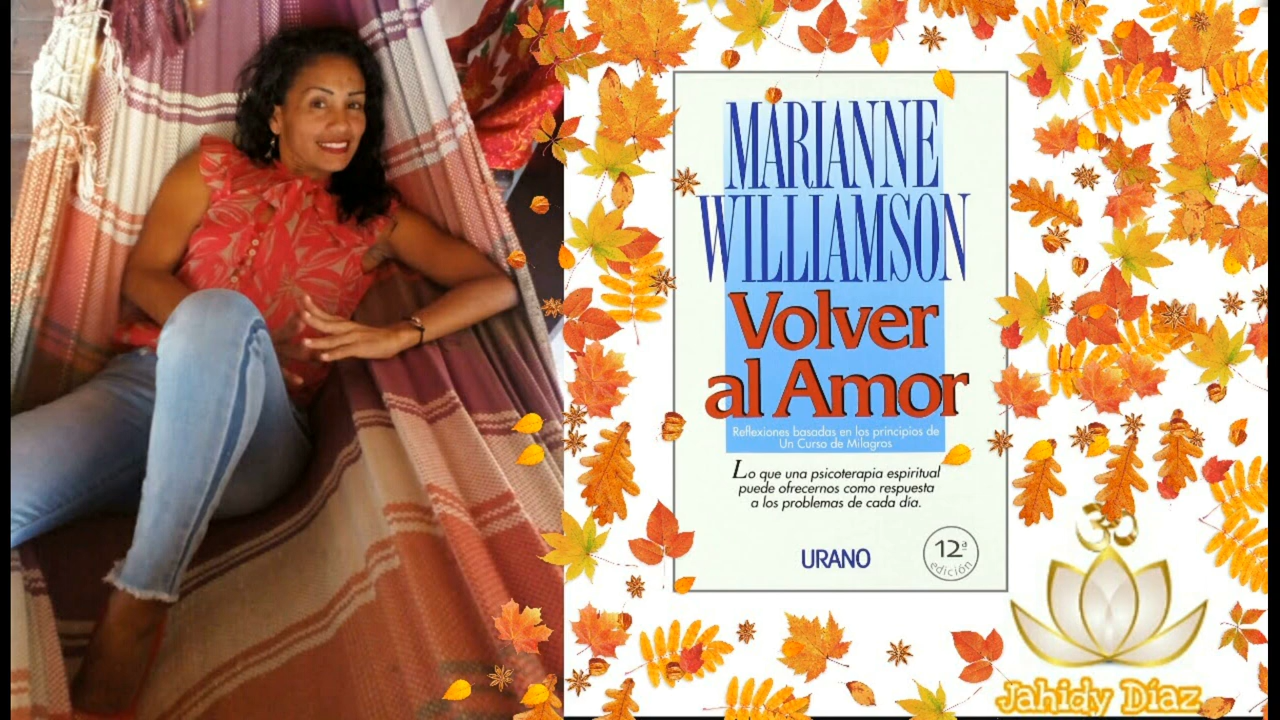 MARIANNE
WILLIAMSON
Volver
al Amor
Reflexiones basadas en los principios de
Un Curso de Milagros
Lo que una psicoterapia espiritual
puede ofrecernos como respuesta
a los problemas de cada día.
URANO
12ª
edición
ॐ
Jahidy Díaz